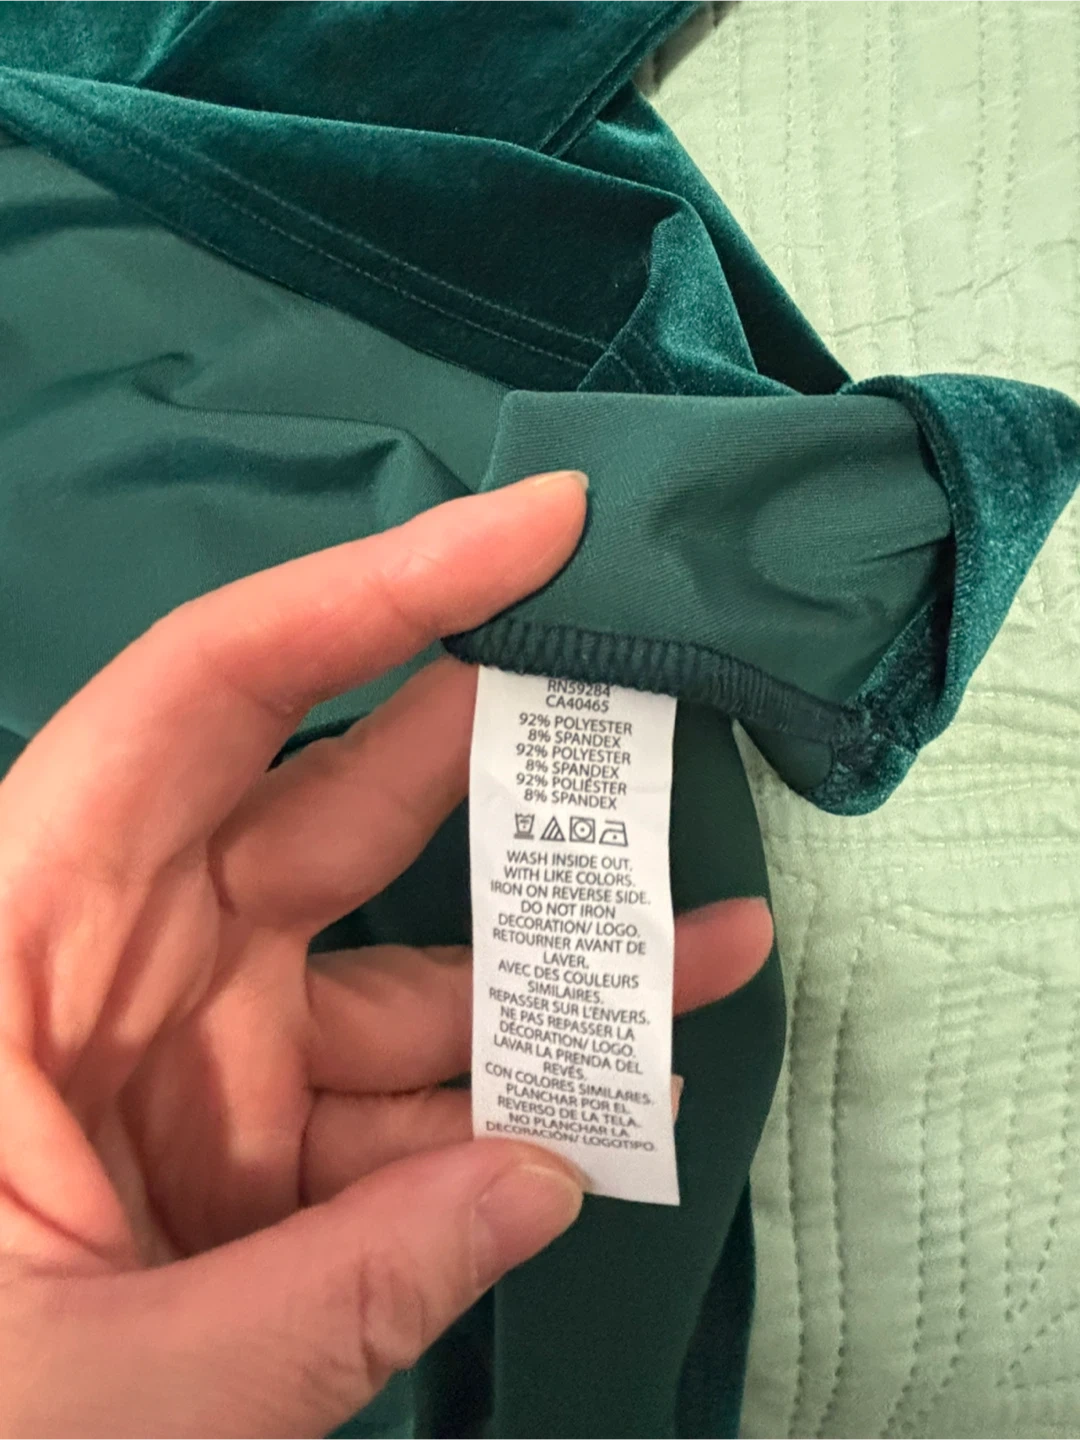 RN59284
CA40465
92% POLYESTER
8% SPANDEX
92% POLYESTER
8% SPANDEX
92% POLIÉSTER
8% SPANDEX
WASH INSIDE OUT.
WITH LIKE COLORS.
IRON ON REVERSE SIDE.
DO NOT IRON
DECORATION/ LOGO.
RETOURNER AVANT DE
LAVER.
AVEC DES COULEURS
SIMILAIRES.
REPASSER SUR L'ENVERS.
NE PAS REPASSER LA
DÉCORATION/ LOGO.
LAVAR LA PRENDA DEL
REVÉS.
CON COLORES SIMILARES.
PLANCHAR POR EL
REVERSO DE LA TELA.
NO PLANCHAR LA
DECORACIÓN/ LOGOTIPO.